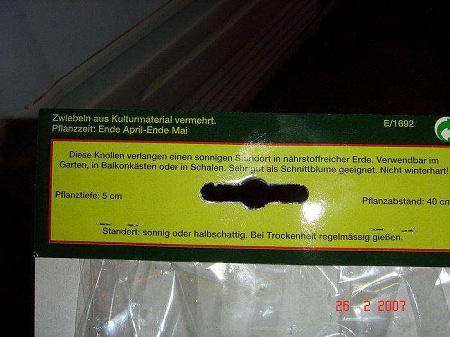 Zwiebeln aus Kulturmaterial vermehrt.
Pflanzzeit: Ende April-Ende Mai
E/1692
Diese Knollen verlangen einen sonnigen Standort in nährstoffreicher Erde. Verwendbar im
Garten, in Balkonkästen oder in Schalen. Sehr gut als Schnittblume geeignet. Nicht winterhart!
Pflanztiefe: 5 cm
Pflanzabstand: 40 cm
Standort: sonnig oder halbschattig. Bei Trockenheit regelmässig gießen.
26 2 2007